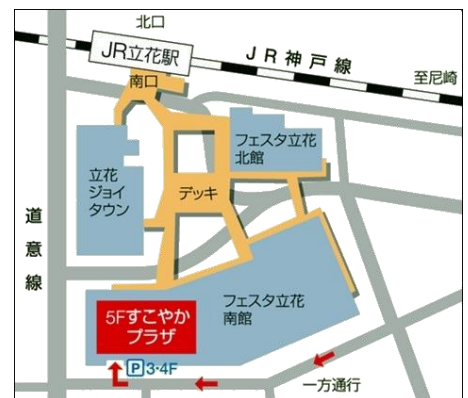 北口
JR立花駅
JR神戸線
南口
至尼崎
フェスタ立花
北館
立花
ジョイ
タウン
デッキ
道意線
フェスタ立花
南館
5Fすこやか
プラザ
P3・4F
一方通行